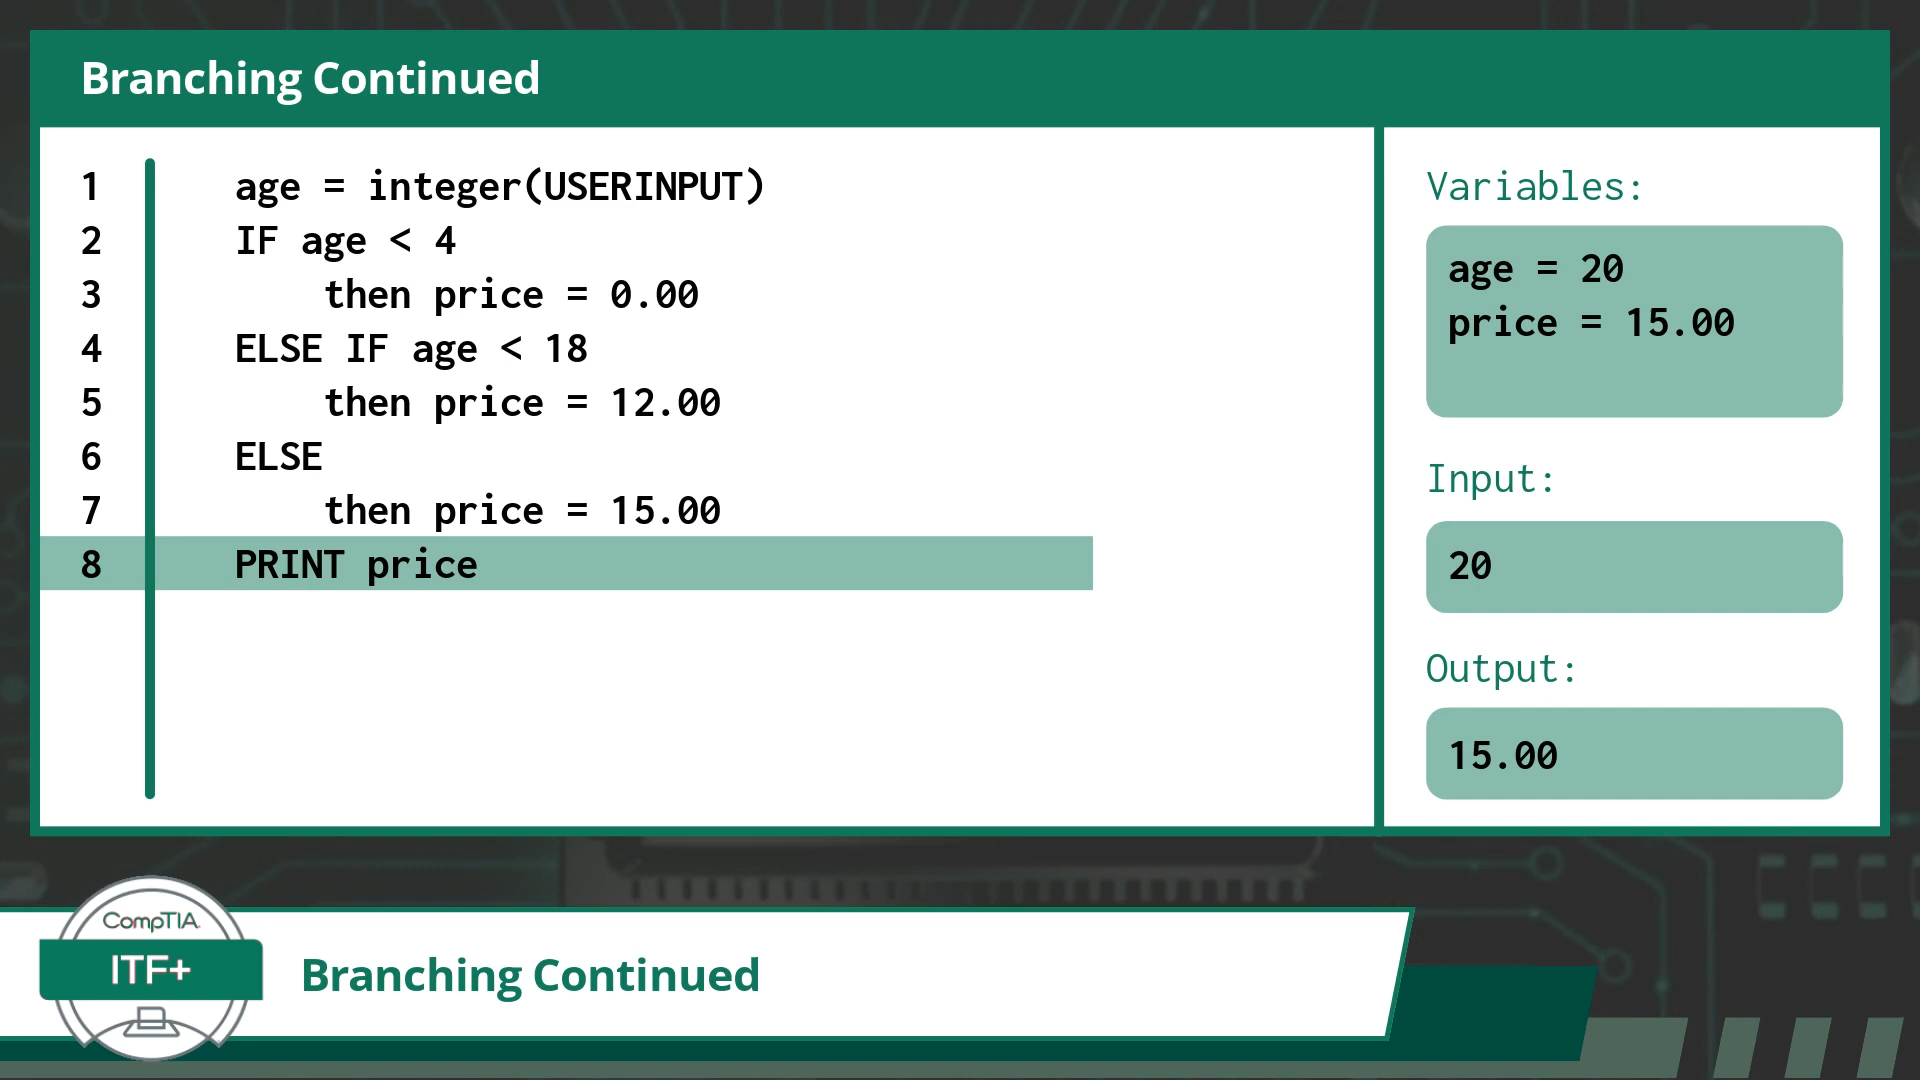 Branching Continued
1 age = integer(USERINPUT)
2 IF age < 4
3 then price = 0.00
4 ELSE IF age < 18
5 then price = 12.00
6 ELSE
7 then price = 15.00
8 PRINT price
Variables:
age = 20
price = 15.00
Input:
20
Output:
15.00
CompTIA
ITF+
Branching Continued